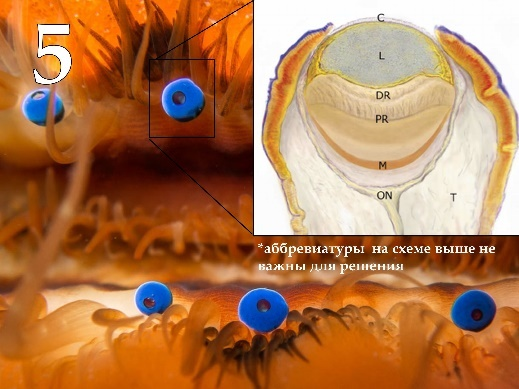 5
C
L
DR
PR
M
ON
T
*аббревиатуры на схеме выше не
важны для решения